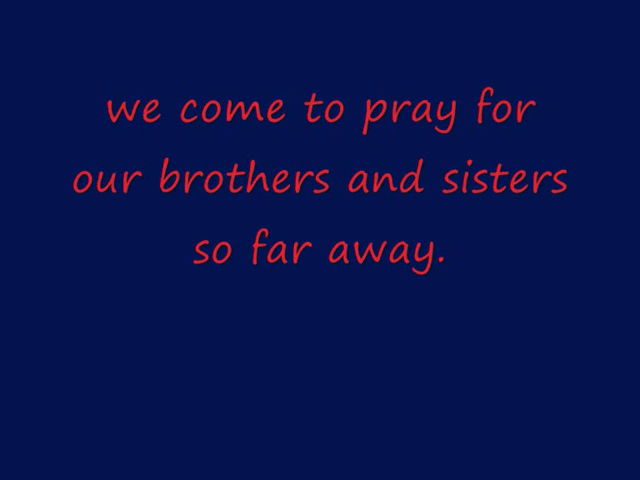 we come to pray for
our brothers and sisters
so far away.